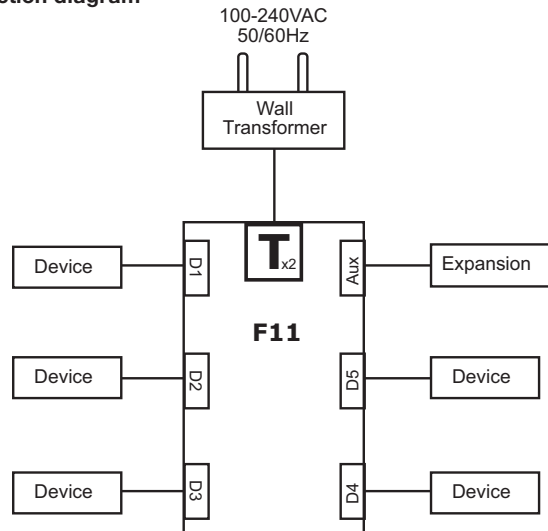 ction diagram
100-240VAC
50/60Hz
Wall
Transformer
T x2
Device
D1
Aux
Expansion
F11
Device
D2
D5
Device
Device
D3
D4
Device